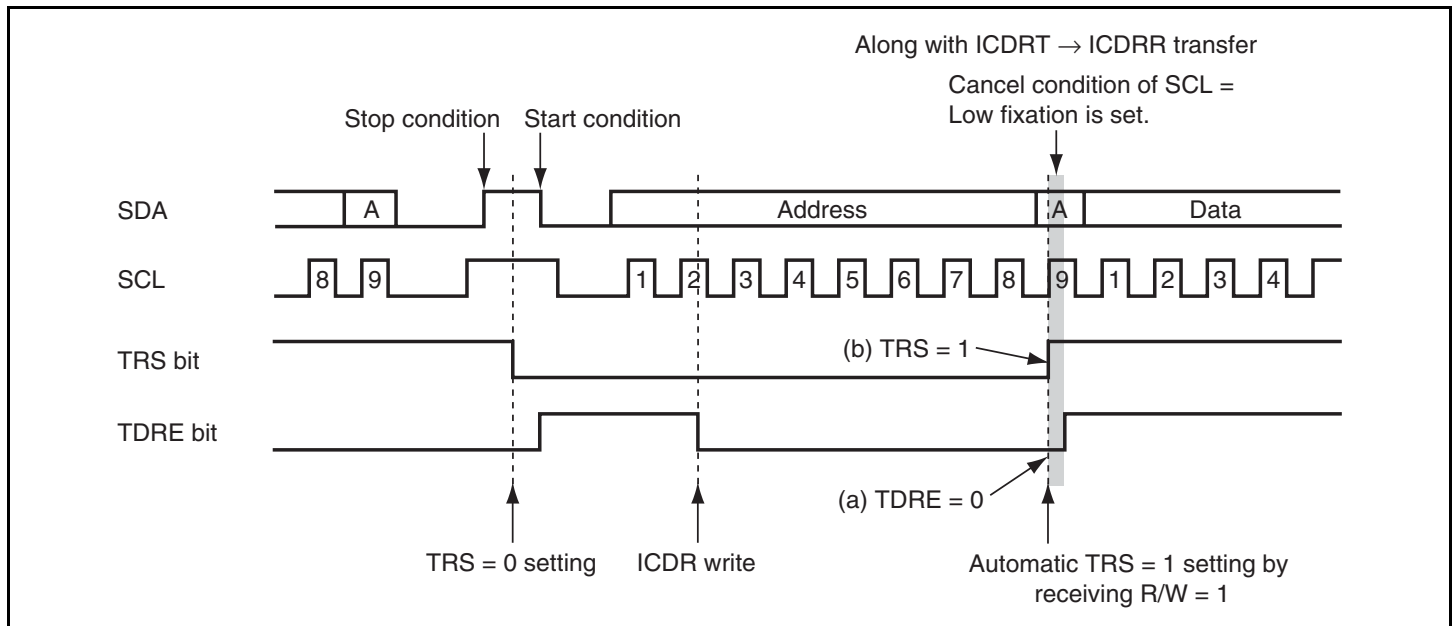 Along with ICDRT → ICDRR transfer
Cancel condition of SCL =
Low fixation is set.
Stop condition
Start condition
SDA
A
Address
A
Data
SCL
8
9
1
2
3
4
5
6
7
8
9
1
2
3
4
TRS bit
(b) TRS = 1
TDRE bit
(a) TDRE = 0
TRS = 0 setting
ICDR write
Automatic TRS = 1 setting by
receiving R/W = 1